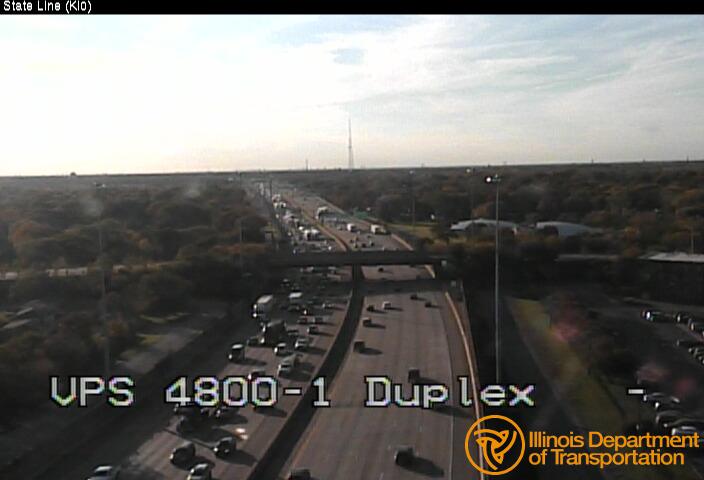 State Line (Kio)
VPS 4800-1 Duplex -
Illinois Department
of Transportation